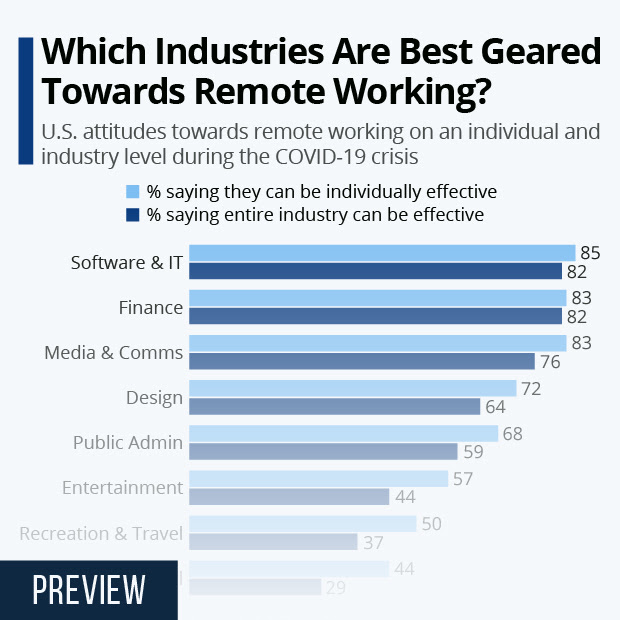 Which Industries Are Best Geared
Towards Remote Working?
U.S. attitudes towards remote working on an individual and
industry level during the COVID-19 crisis
% saying they can be individually effective
% saying entire industry can be effective
Software & IT
85
82
Finance
83
82
Media & Comms
83
76
Design
72
64
Public Admin
68
59
Entertainment
57
44
Recreation & Travel
50
37
44
29
PREVIEW